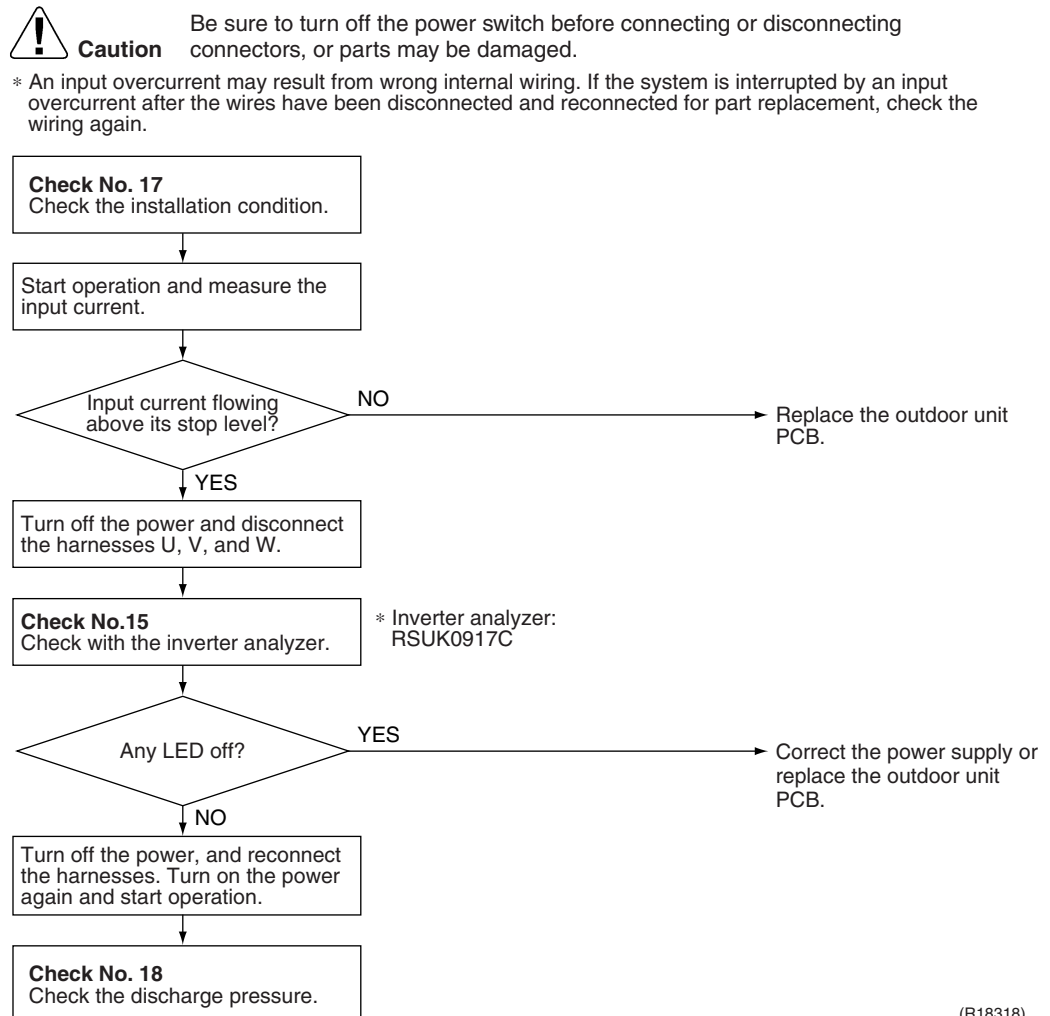 Be sure to turn off the power switch before connecting or disconnecting
Caution connectors, or parts may be damaged.
* An input overcurrent may result from wrong internal wiring. If the system is interrupted by an input
overcurrent after the wires have been disconnected and reconnected for part replacement, check the
wiring again.
Check No. 17
Check the installation condition.
Start operation and measure the
input current.
Input current flowing
above its stop level?
NO
Replace the outdoor unit
PCB.
YES
Turn off the power and disconnect
the harnesses U, V, and W.
Check No.15
Check with the inverter analyzer.
* Inverter analyzer:
RSUK0917C
Any LED off?
YES
Correct the power supply or
replace the outdoor unit
PCB.
NO
Turn off the power, and reconnect
the harnesses. Turn on the power
again and start operation.
Check No. 18
Check the discharge pressure.
(R18318)